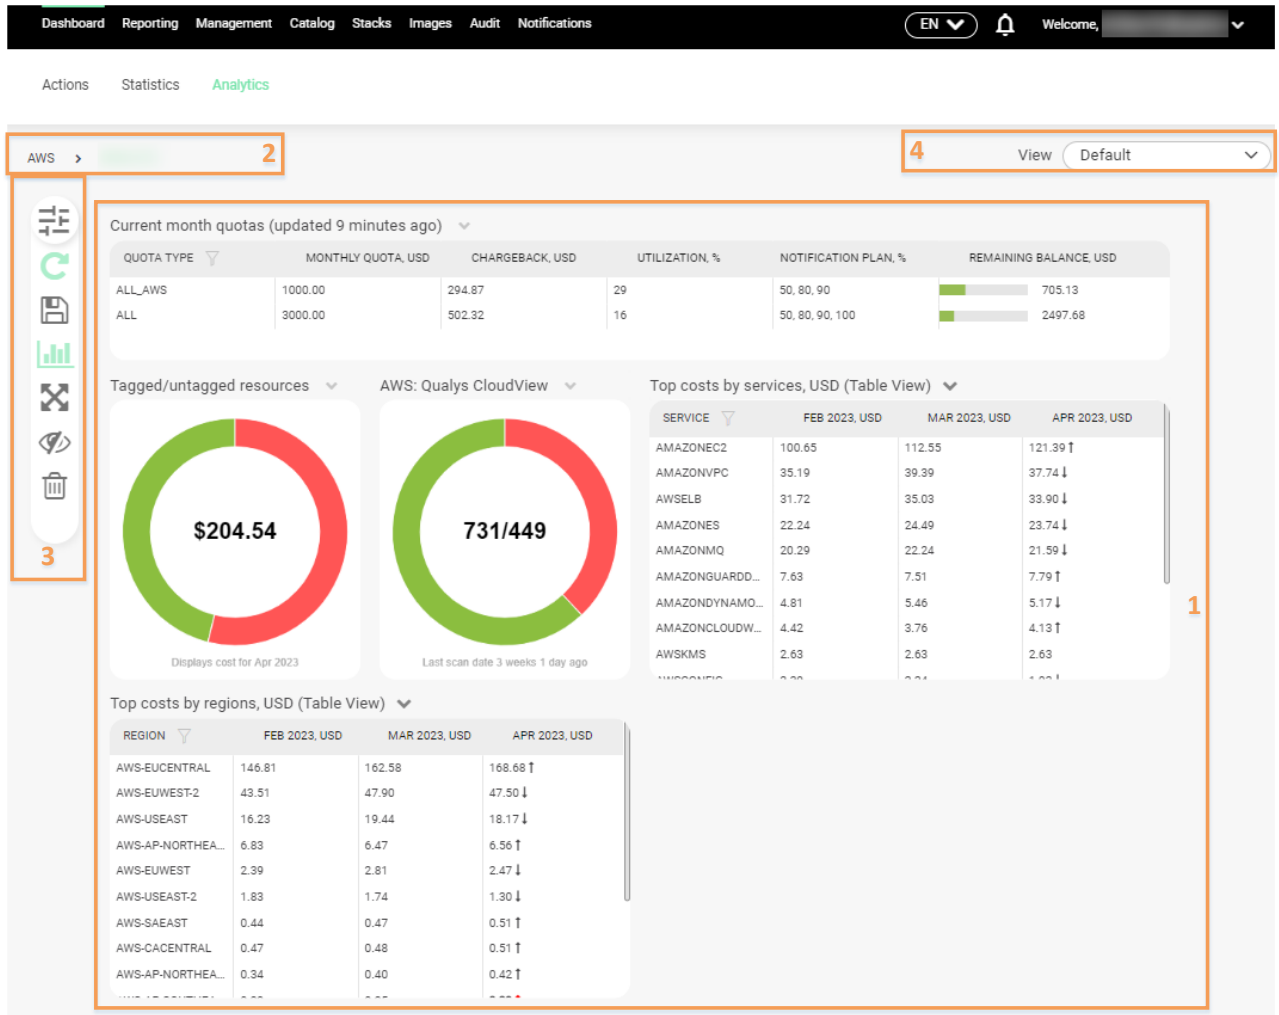 Dashboard Reporting Management Catalog Stacks Images Audit Notifications EN Welcome,
Actions Statistics Analytics
AWS > 2
4 View Default
3
1
Current month quotas (updated 9 minutes ago)
QUOTA TYPE MONTHLY QUOTA, USD CHARGEBACK, USD UTILIZATION, % NOTIFICATION PLAN, % REMAINING BALANCE, USD
ALL_AWS 1000.00 294.87 29 50, 80, 90 705.13
ALL 3000.00 502.32 16 50, 80, 90, 100 2497.68
Tagged/untagged resources
$204.54
Displays cost for Apr 2023
AWS: Qualys CloudView
731/449
Last scan date 3 weeks 1 day ago
Top costs by services, USD (Table View)
SERVICE FEB 2023, USD MAR 2023, USD APR 2023, USD
AMAZONEC2 100.65 112.55 121.39↑
AMAZONVPC 35.19 39.39 37.74↓
AWSELB 31.72 35.03 33.90↓
AMAZONES 22.24 24.49 23.74↓
AMAZONMQ 20.29 22.24 21.59↓
AMAZONGUARDD... 7.63 7.51 7.79↑
AMAZONDYNAMO... 4.81 5.46 5.17↓
AMAZONCLOUDW... 4.42 3.76 4.13↑
AWSKMS 2.63 2.63 2.63
Top costs by regions, USD (Table View)
REGION FEB 2023, USD MAR 2023, USD APR 2023, USD
AWS-EUCENTRAL 146.81 162.58 168.68↑
AWS-EUWEST-2 43.51 47.90 47.50↓
AWS-USEAST 16.23 19.44 18.17↓
AWS-AP-NORTHEA... 6.83 6.47 6.56↑
AWS-EUWEST 2.39 2.81 2.47↓
AWS-USEAST-2 1.83 1.74 1.30↓
AWS-SAEAST 0.44 0.47 0.51↑
AWS-CACENTRAL 0.47 0.48 0.51↑
AWS-AP-NORTHEA... 0.34 0.40 0.42↑